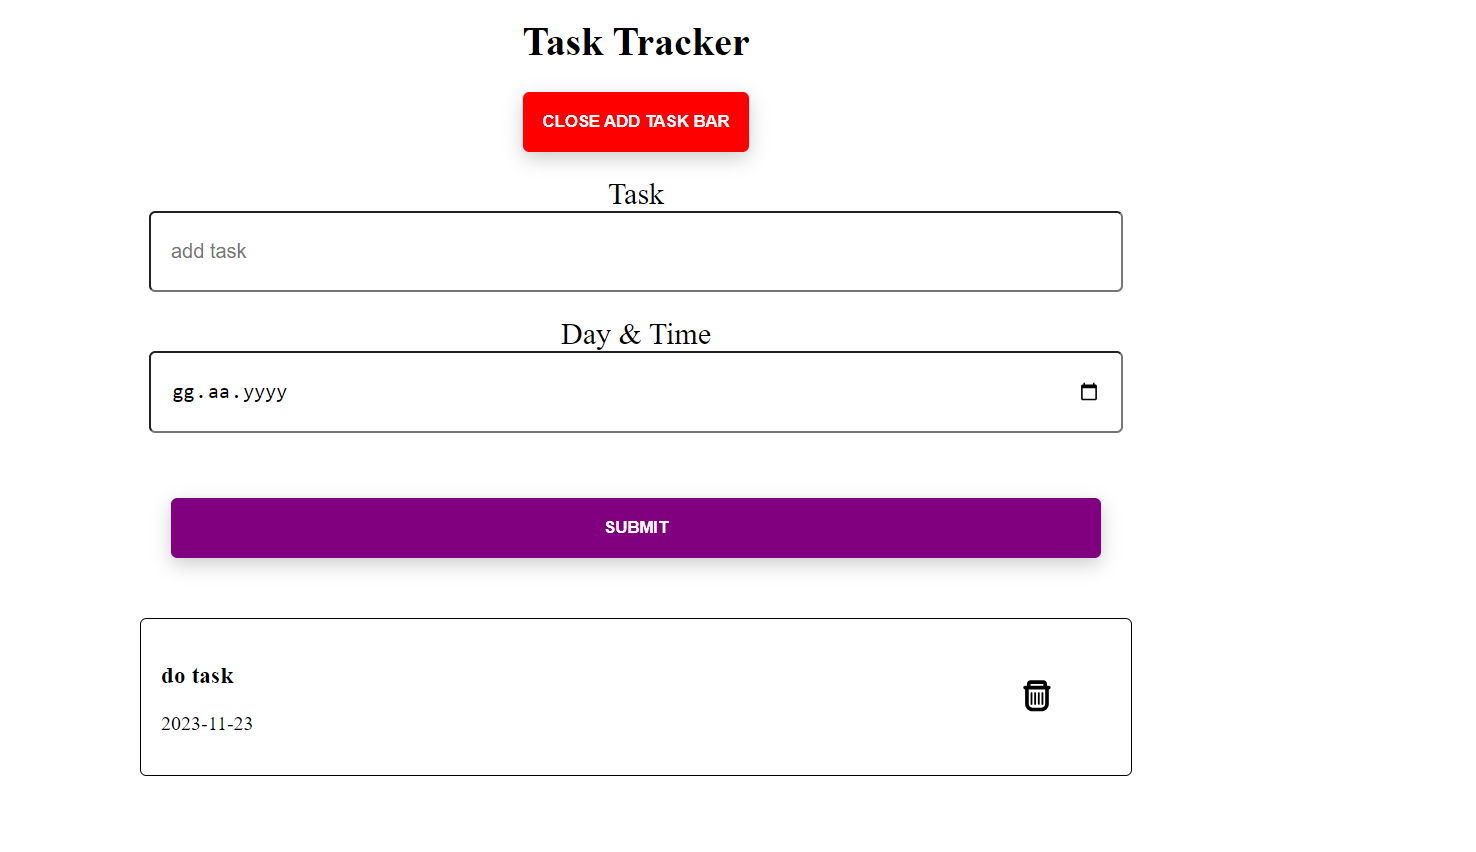 Task Tracker
CLOSE ADD TASK BAR
Task
add task
Day & Time
gg.aa.yyyy
SUBMIT
do task
2023-11-23